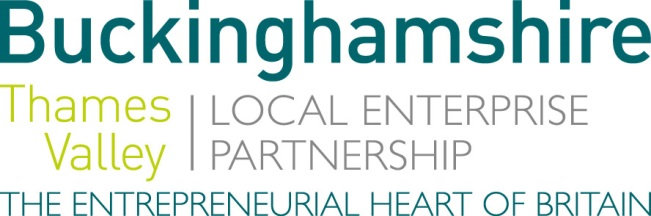 Buckinghamshire
Thames Valley
LOCAL ENTERPRISE PARTNERSHIP
THE ENTREPRENEURIAL HEART OF BRITAIN